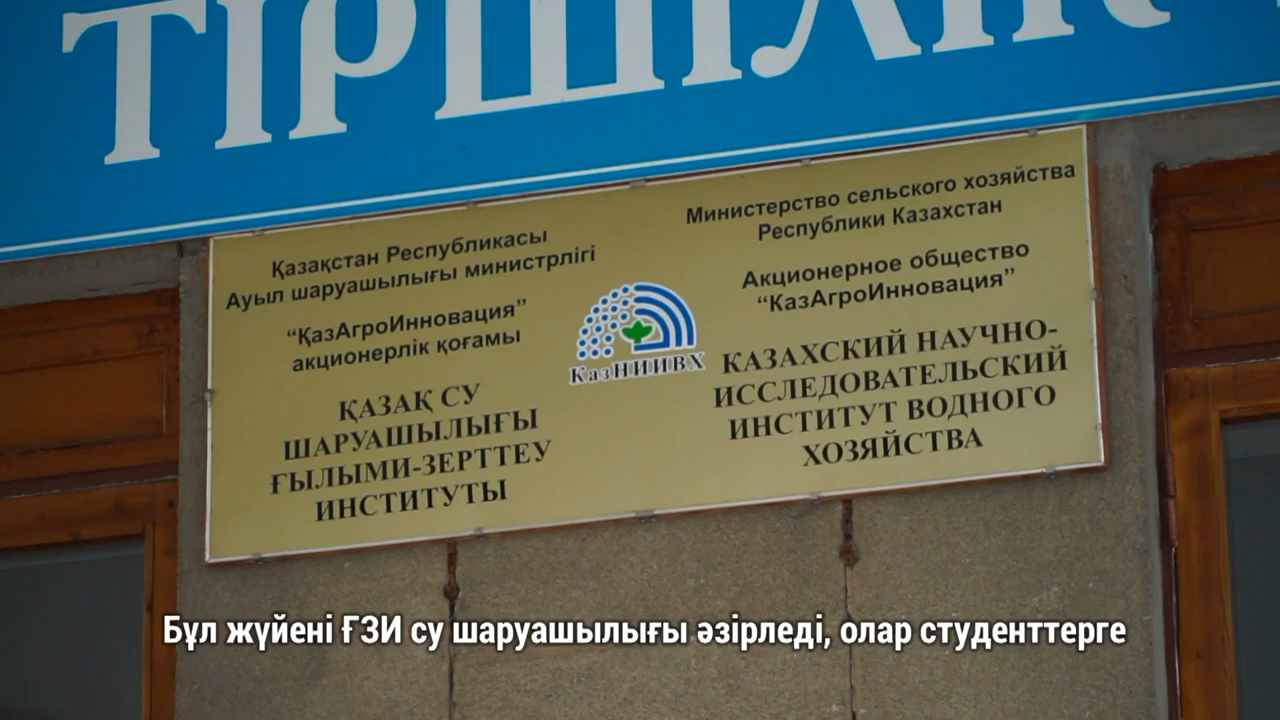 ТІРШІЛІК
Қазақстан Республикасы
Ауыл шаруашылығы министрлігі
“ҚазАгроИнновация”
акционерлік қоғамы
ҚАЗАҚ СУ
ШАРУАШЫЛЫҒЫ
ҒЫЛЫМИ-ЗЕРТТЕУ
ИНСТИТУТЫ
КазНИИВХ
Министерство сельского хозяйства
Республики Казахстан
Акционерное общество
“КазАгроИнновация”
КАЗАХСКИЙ НАУЧНО-
ИССЛЕДОВАТЕЛЬСКИЙ
ИНСТИТУТ ВОДНОГО
ХОЗЯЙСТВА
Бұл жүйені ҒЗИ су шаруашылығы әзірледі, олар студенттерге